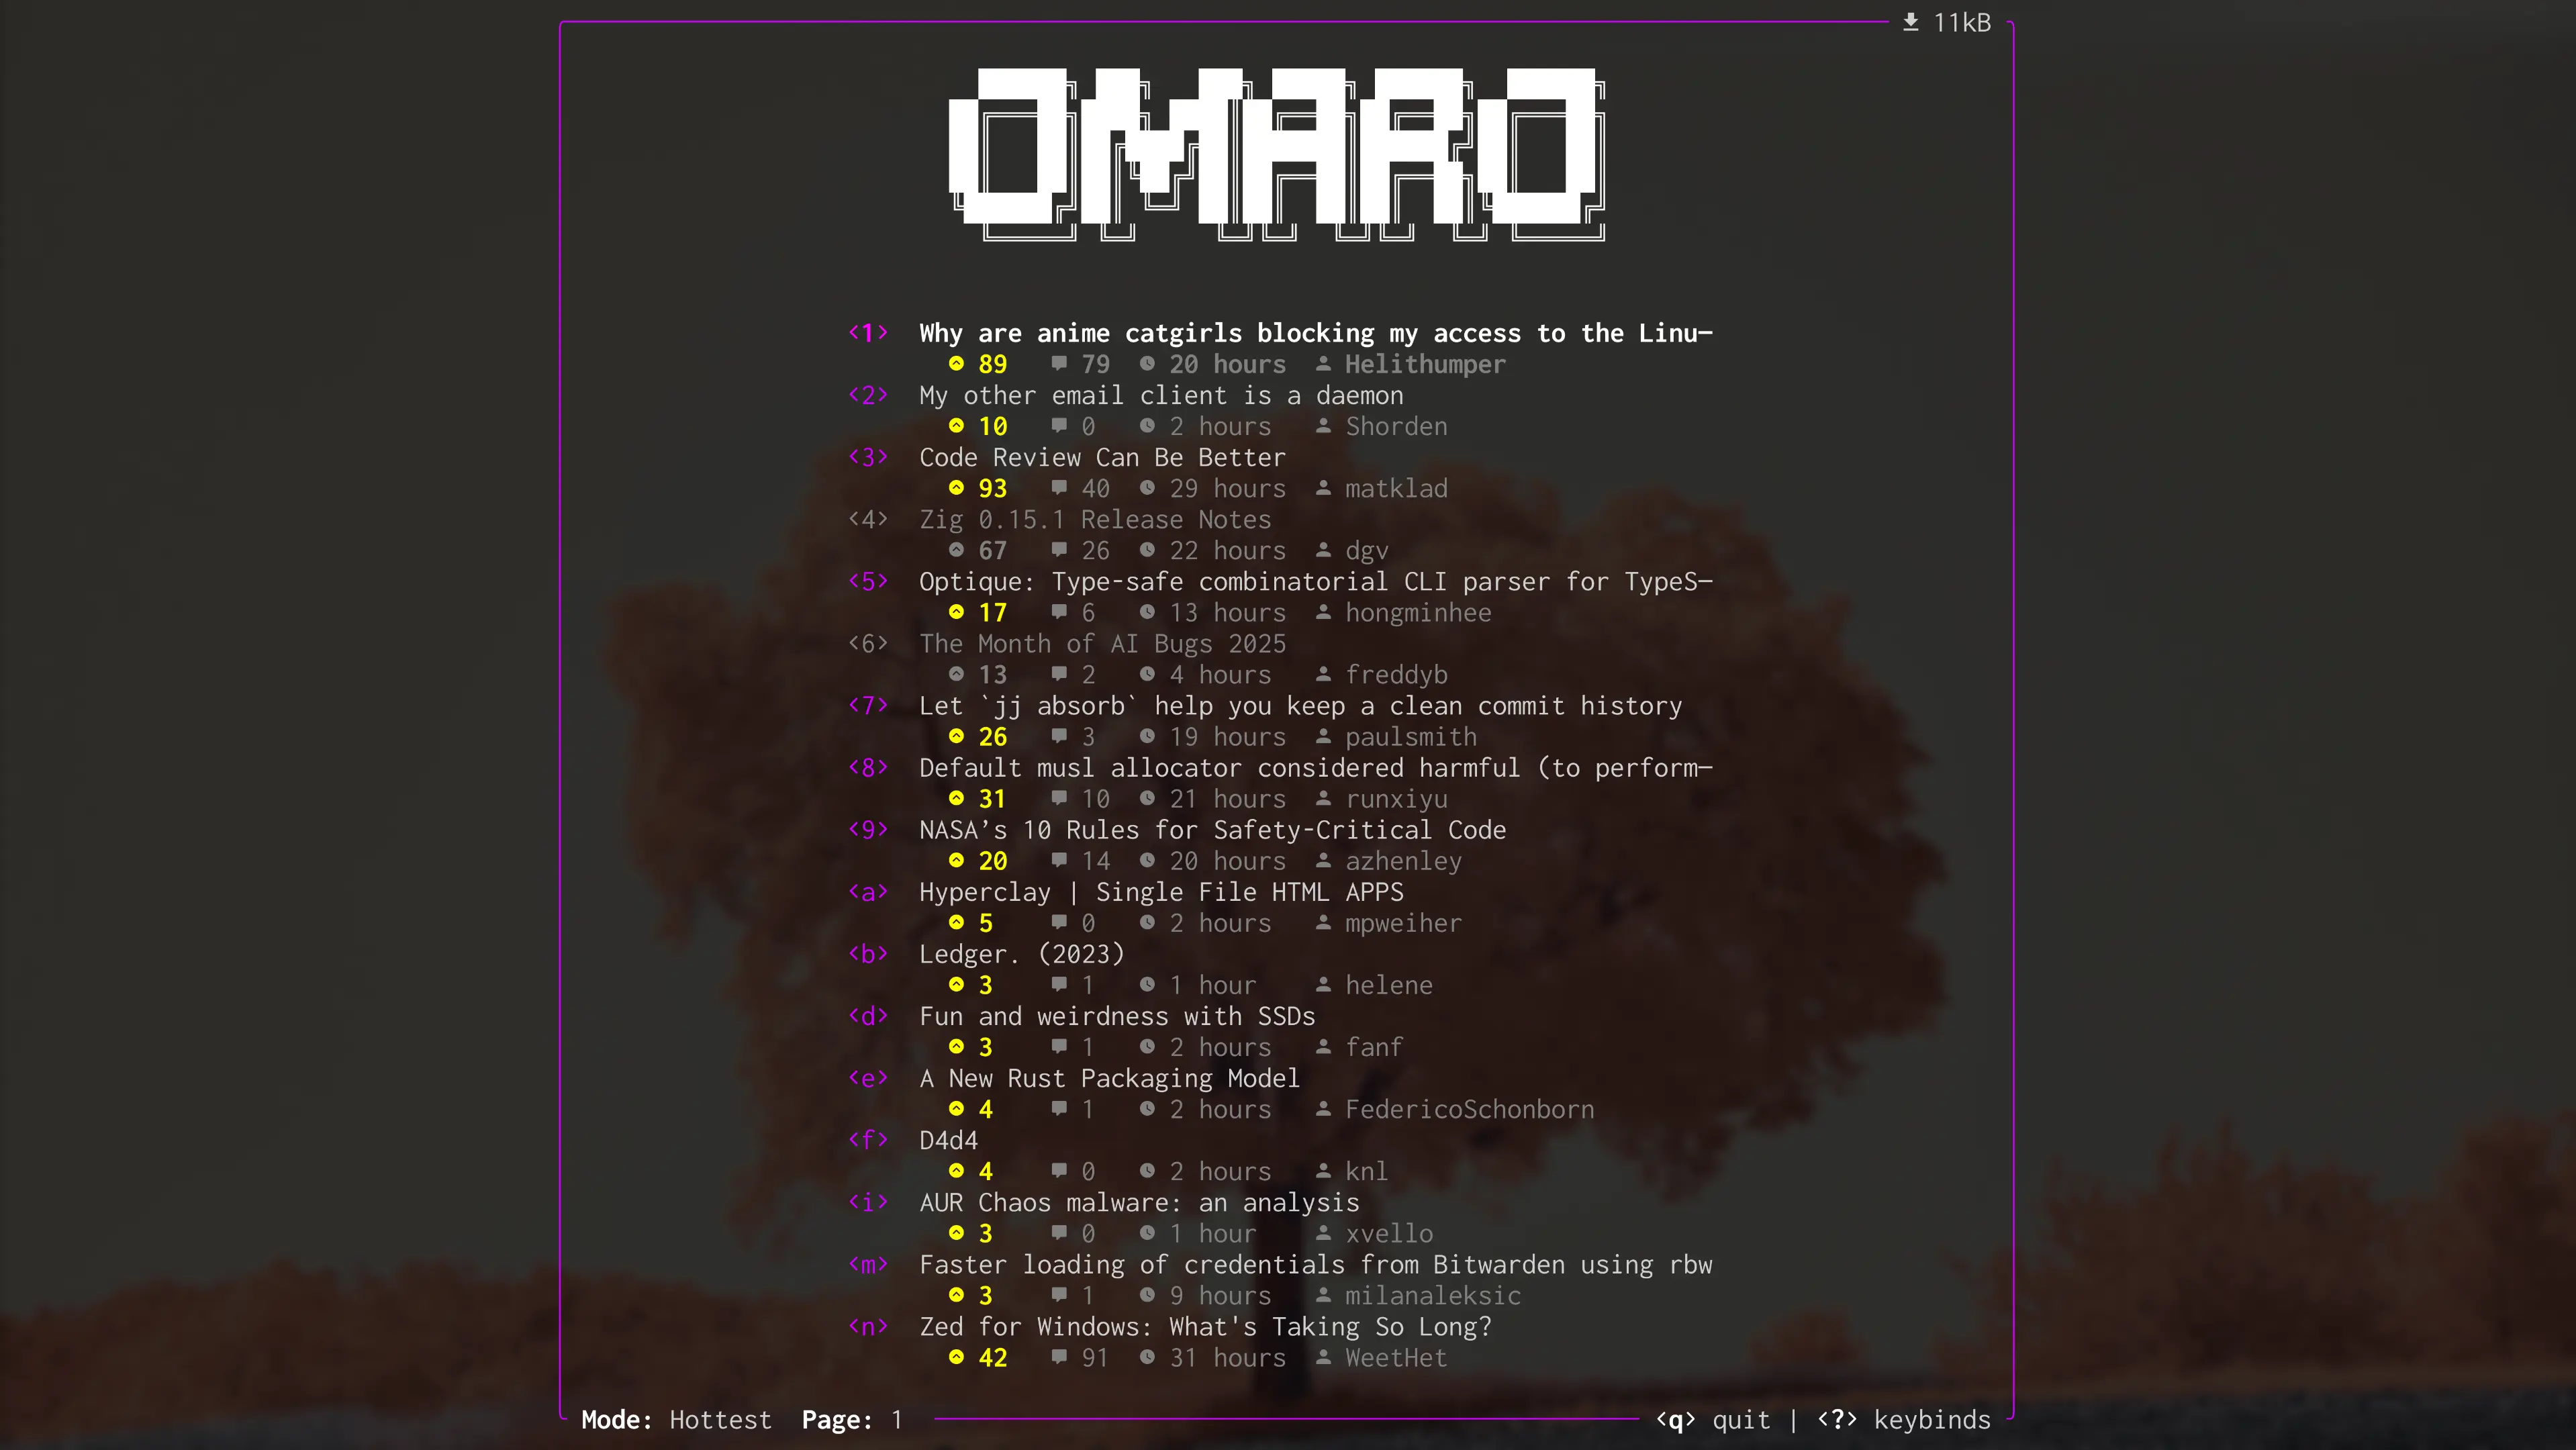 11kB
OMARO
<1> Why are anime catgirls blocking my access to the Linu—
89 79 20 hours Helithumper
<2> My other email client is a daemon
10 0 2 hours Shorden
<3> Code Review Can Be Better
93 40 29 hours matklad
<4> Zig 0.15.1 Release Notes
67 26 22 hours dgv
<5> Optique: Type-safe combinatorial CLI parser for TypeS—
17 6 13 hours hongminhee
<6> The Month of AI Bugs 2025
13 2 4 hours freddyb
<7> Let `jj absorb` help you keep a clean commit history
26 3 19 hours paulsmith
<8> Default musl allocator considered harmful (to perform—
31 10 21 hours runxiyu
<9> NASA’s 10 Rules for Safety-Critical Code
20 14 20 hours azhenley
<a> Hyperclay | Single File HTML APPS
5 0 2 hours mpweiher
<b> Ledger. (2023)
3 1 1 hour helene
<d> Fun and weirdness with SSDs
3 1 2 hours fanf
<e> A New Rust Packaging Model
4 1 2 hours FedericoSchonborn
<f> D4d4
4 0 2 hours knl
<i> AUR Chaos malware: an analysis
3 0 1 hour xvello
<m> Faster loading of credentials from Bitwarden using rbw
3 1 9 hours milanaleksic
<n> Zed for Windows: What's Taking So Long?
42 91 31 hours WeetHet
Mode: Hottest Page: 1 <q> quit | <?> keybinds